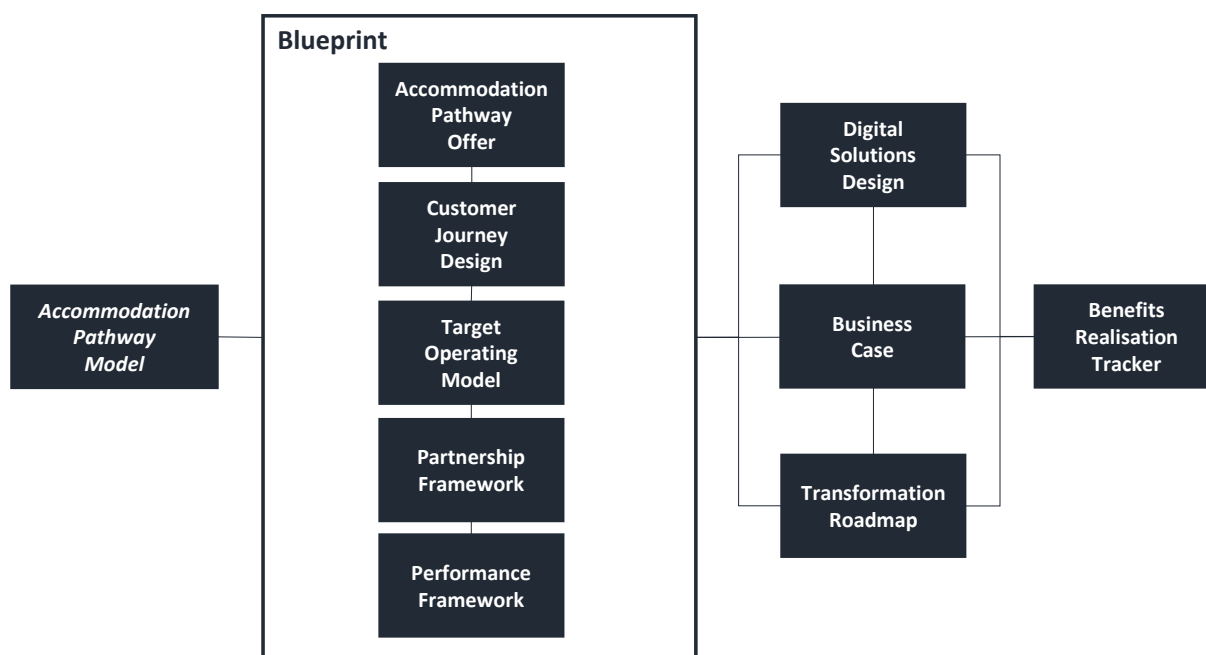 Blueprint
Accommodation
Pathway
Offer
Customer
Journey
Design
Target
Operating
Model
Partnership
Framework
Performance
Framework
Accommodation
Pathway
Model
Digital
Solutions
Design
Business
Case
Transformation
Roadmap
Benefits
Realisation
Tracker